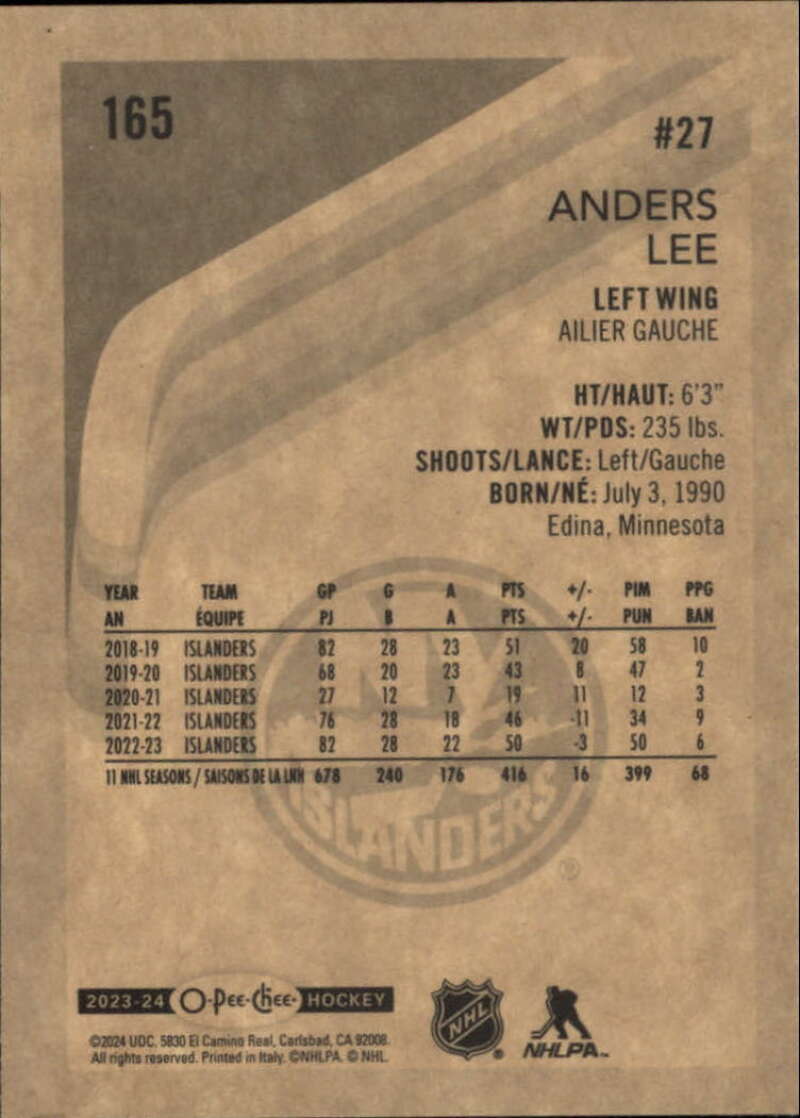 165
#27
ANDERS
LEE
LEFT WING
AILIER GAUCHE
HT/HAUT: 6'3"
WT/PDS: 235 lbs.
SHOOTS/LANCE: Left/Gauche
BORN/NÉ: July 3, 1990
Edina, Minnesota
YEAR TEAM GP G A PTS +/- PIM PPG
AN ÉQUIPE PJ B A PTS +/- PUN BAN
2018-19 ISLANDERS 82 28 23 51 20 58 10
2019-20 ISLANDERS 68 20 23 43 8 47 2
2020-21 ISLANDERS 27 12 7 19 11 12 3
2021-22 ISLANDERS 76 28 18 46 -11 34 9
2022-23 ISLANDERS 82 28 22 50 -3 50 6
11 NHL SEASONS / SAISONS DE LA LNH 678 240 176 416 16 399 68
NY
ISLANDERS
®
2023-24 O-Pee-Chee HOCKEY
NHL ®
NHLPA™
©2024 UDC. 5830 El Camino Real, Carlsbad, CA 92008.
All rights reserved. Printed in Italy. ©NHLPA. © NHL.